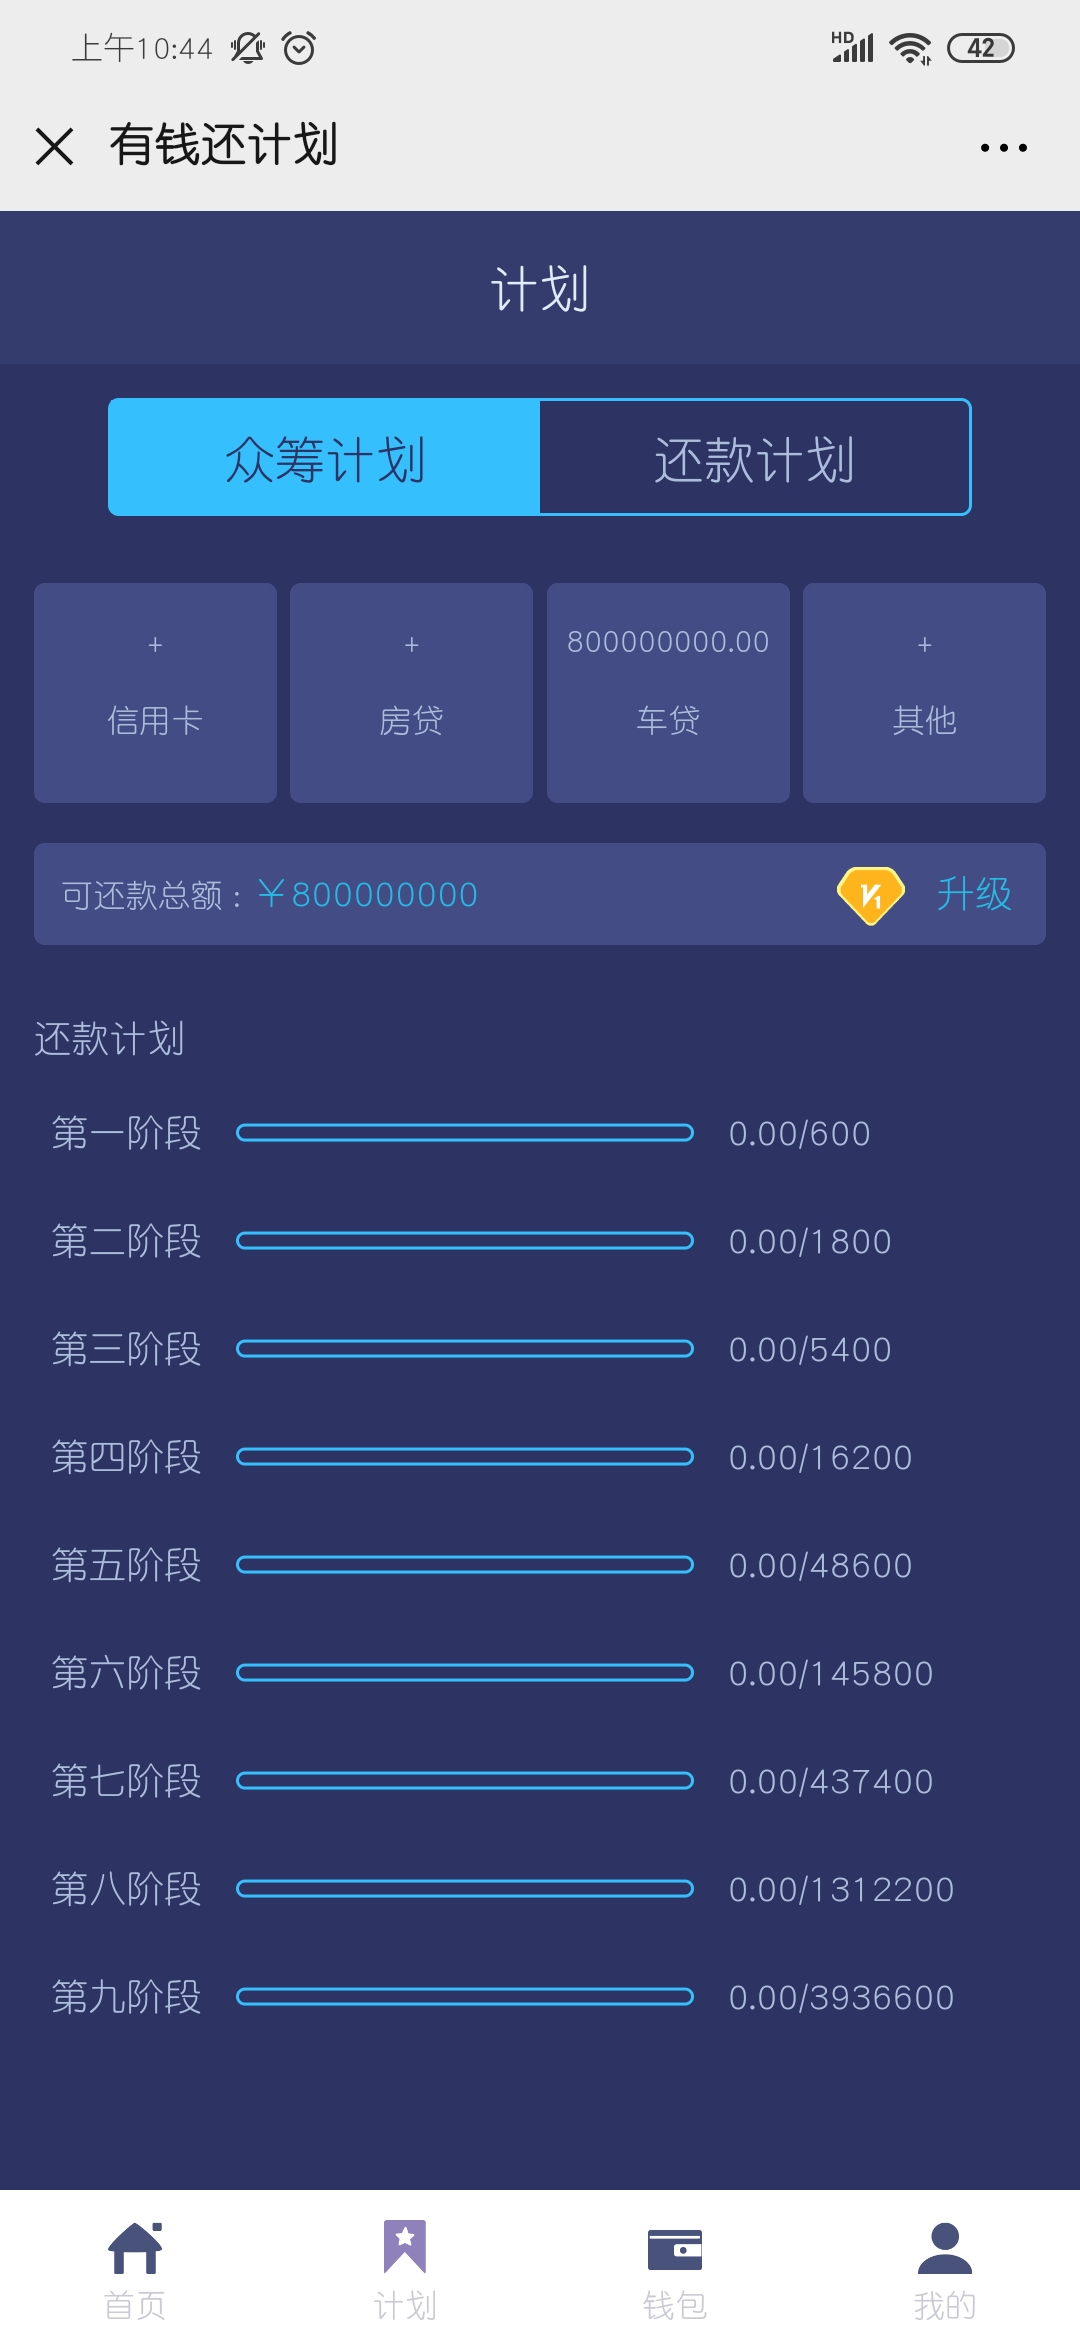 上午10:44 HD 42
有钱还计划
计划
众筹计划 还款计划
+ + 800000000.00 +
信用卡 房贷 车贷 其他
可还款总额：￥800000000 V1 升级
还款计划
第一阶段 0.00/600
第二阶段 0.00/1800
第三阶段 0.00/5400
第四阶段 0.00/16200
第五阶段 0.00/48600
第六阶段 0.00/145800
第七阶段 0.00/437400
第八阶段 0.00/1312200
第九阶段 0.00/3936600
首页 计划 钱包 我的